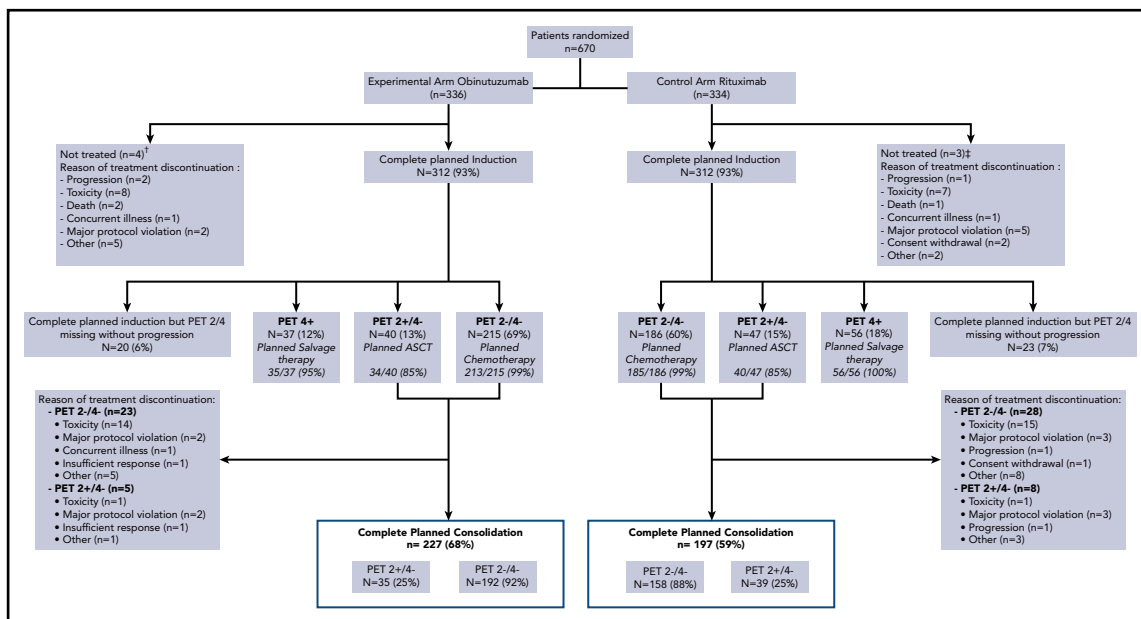 Patients randomized
n=670
Experimental Arm Obinutuzumab
(n=336)
Control Arm Rituximab
(n=334)
Not treated (n=4)†
Reason of treatment discontinuation :
- Progression (n=2)
- Toxicity (n=8)
- Death (n=2)
- Concurrent illness (n=1)
- Major protocol violation (n=2)
- Other (n=5)
Complete planned Induction
N=312 (93%)
Complete planned Induction
N=312 (93%)
Not treated (n=3)‡
Reason of treatment discontinuation :
- Progression (n=1)
- Toxicity (n=7)
- Death (n=1)
- Concurrent illness (n=1)
- Major protocol violation (n=5)
- Consent withdrawal (n=2)
- Other (n=2)
Complete planned induction but PET 2/4
missing without progression
N=20 (6%)
PET 4+
N=37 (12%)
Planned Salvage
therapy
35/37 (95%)
PET 2+/4-
N=40 (13%)
Planned ASCT
34/40 (85%)
PET 2-/4-
N=215 (69%)
Planned
Chemotherapy
213/215 (99%)
PET 2-/4-
N=186 (60%)
Planned
Chemotherapy
185/186 (99%)
PET 2+/4-
N=47 (15%)
Planned ASCT
40/47 (85%)
PET 4+
N=56 (18%)
Planned Salvage
therapy
56/56 (100%)
Complete planned induction but PET 2/4
missing without progression
N=23 (7%)
Reason of treatment discontinuation:
- PET 2-/4- (n=23)
• Toxicity (n=14)
• Major protocol violation (n=2)
• Concurrent illness (n=1)
• Insufficient response (n=1)
• Other (n=5)
- PET 2+/4- (n=5)
• Toxicity (n=1)
• Major protocol violation (n=2)
• Insufficient response (n=1)
• Other (n=1)
Reason of treatment discontinuation:
- PET 2-/4- (n=28)
• Toxicity (n=15)
• Major protocol violation (n=3)
• Progression (n=1)
• Consent withdrawal (n=1)
• Other (n=8)
- PET 2+/4- (n=8)
• Toxicity (n=1)
• Major protocol violation (n=3)
• Progression (n=1)
• Other (n=3)
Complete Planned Consolidation
n= 227 (68%)
PET 2+/4-
N=35 (25%)
PET 2-/4-
N=192 (92%)
Complete Planned Consolidation
n= 197 (59%)
PET 2-/4-
N=158 (88%)
PET 2+/4-
N=39 (25%)